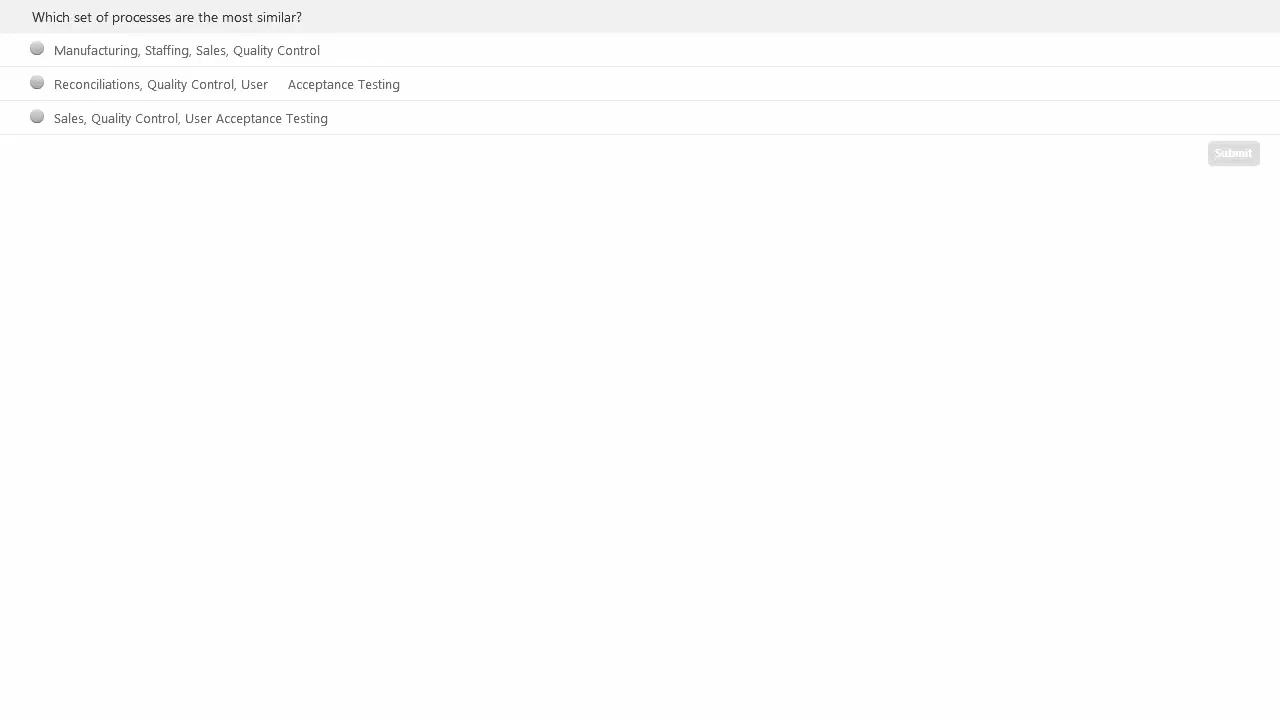 Which set of processes are the most similar?
Manufacturing, Staffing, Sales, Quality Control
Reconciliations, Quality Control, User Acceptance Testing
Sales, Quality Control, User Acceptance Testing
Submit